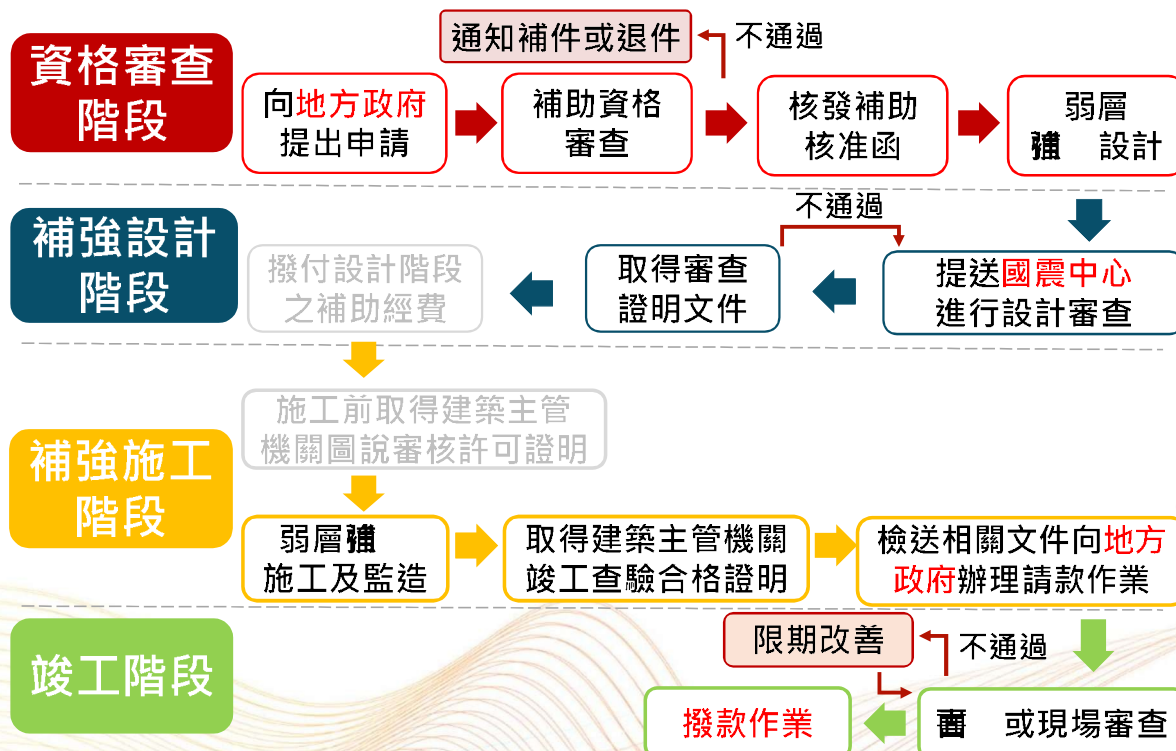 資格審查
階段
通知補件或退件
不通過
向地方政府
提出申請
補助資格
審查
核發補助
核准函
弱層
設計
補強設計
階段
不通過
撥付設計階段
之補助經費
取得審查
證明文件
提送國震中心
進行設計審查
施工前取得建築主管
機關圖說審核許可證明
補強施工
階段
弱層
施工及監造
取得建築主管機關
竣工查驗合格證明
檢送相關文件向地方
政府辦理請款作業
竣工階段
限期改善
不通過
撥款作業
或現場審查